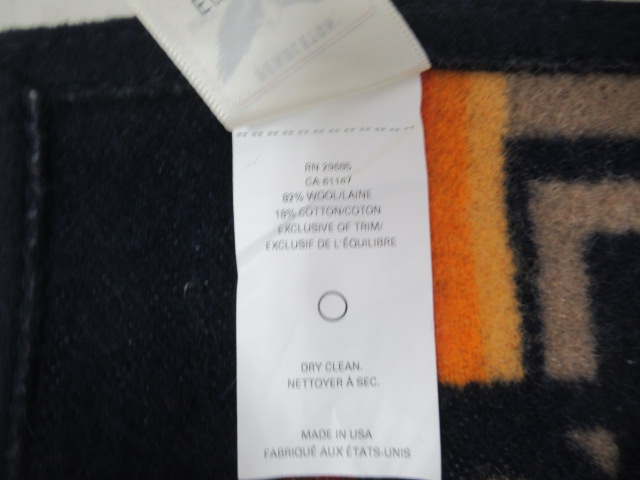 RN 29685
CA 61167
82% WOOL/LAINE
18% COTTON/COTON
EXCLUSIVE OF TRIM/
EXCLUSIF DE L'ÉQUILIBRE
DRY CLEAN.
NETTOYER À SEC.
MADE IN USA
FABRIQUÉ AUX ÉTATS-UNIS